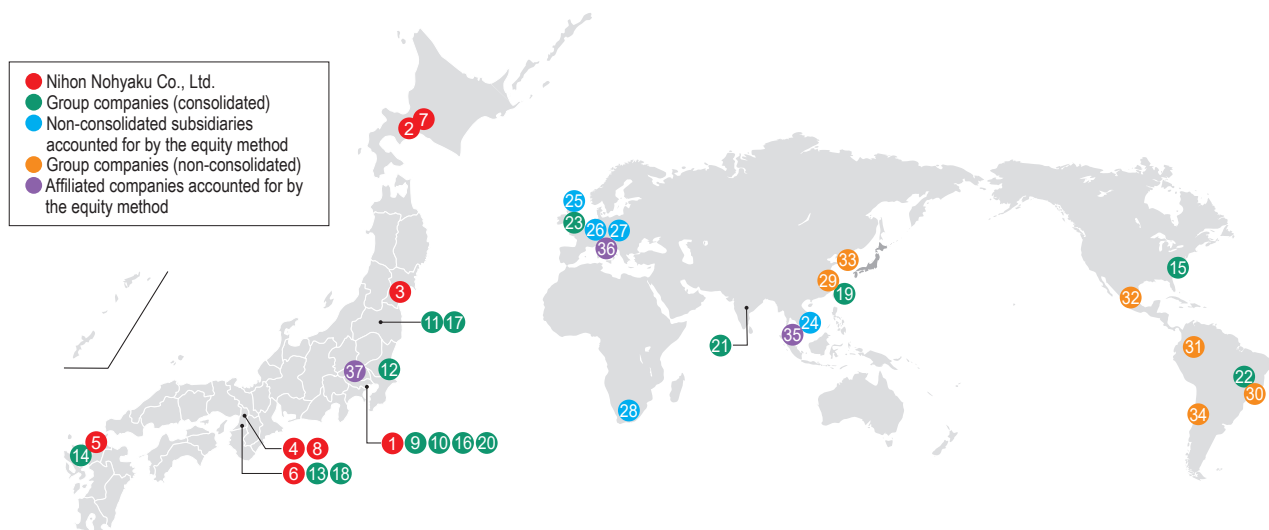 Nihon Nohyaku Co., Ltd.
Group companies (consolidated)
Non-consolidated subsidiaries
accounted for by the equity method
Group companies (non-consolidated)
Affiliated companies accounted for by
the equity method
7
2
3
11 17
37 12
5
14
4 8
1 9 10 16 20
6 13 18
25
23
26 27
36
33
29
19
24
35
21
28
15
32
31
22
30
34